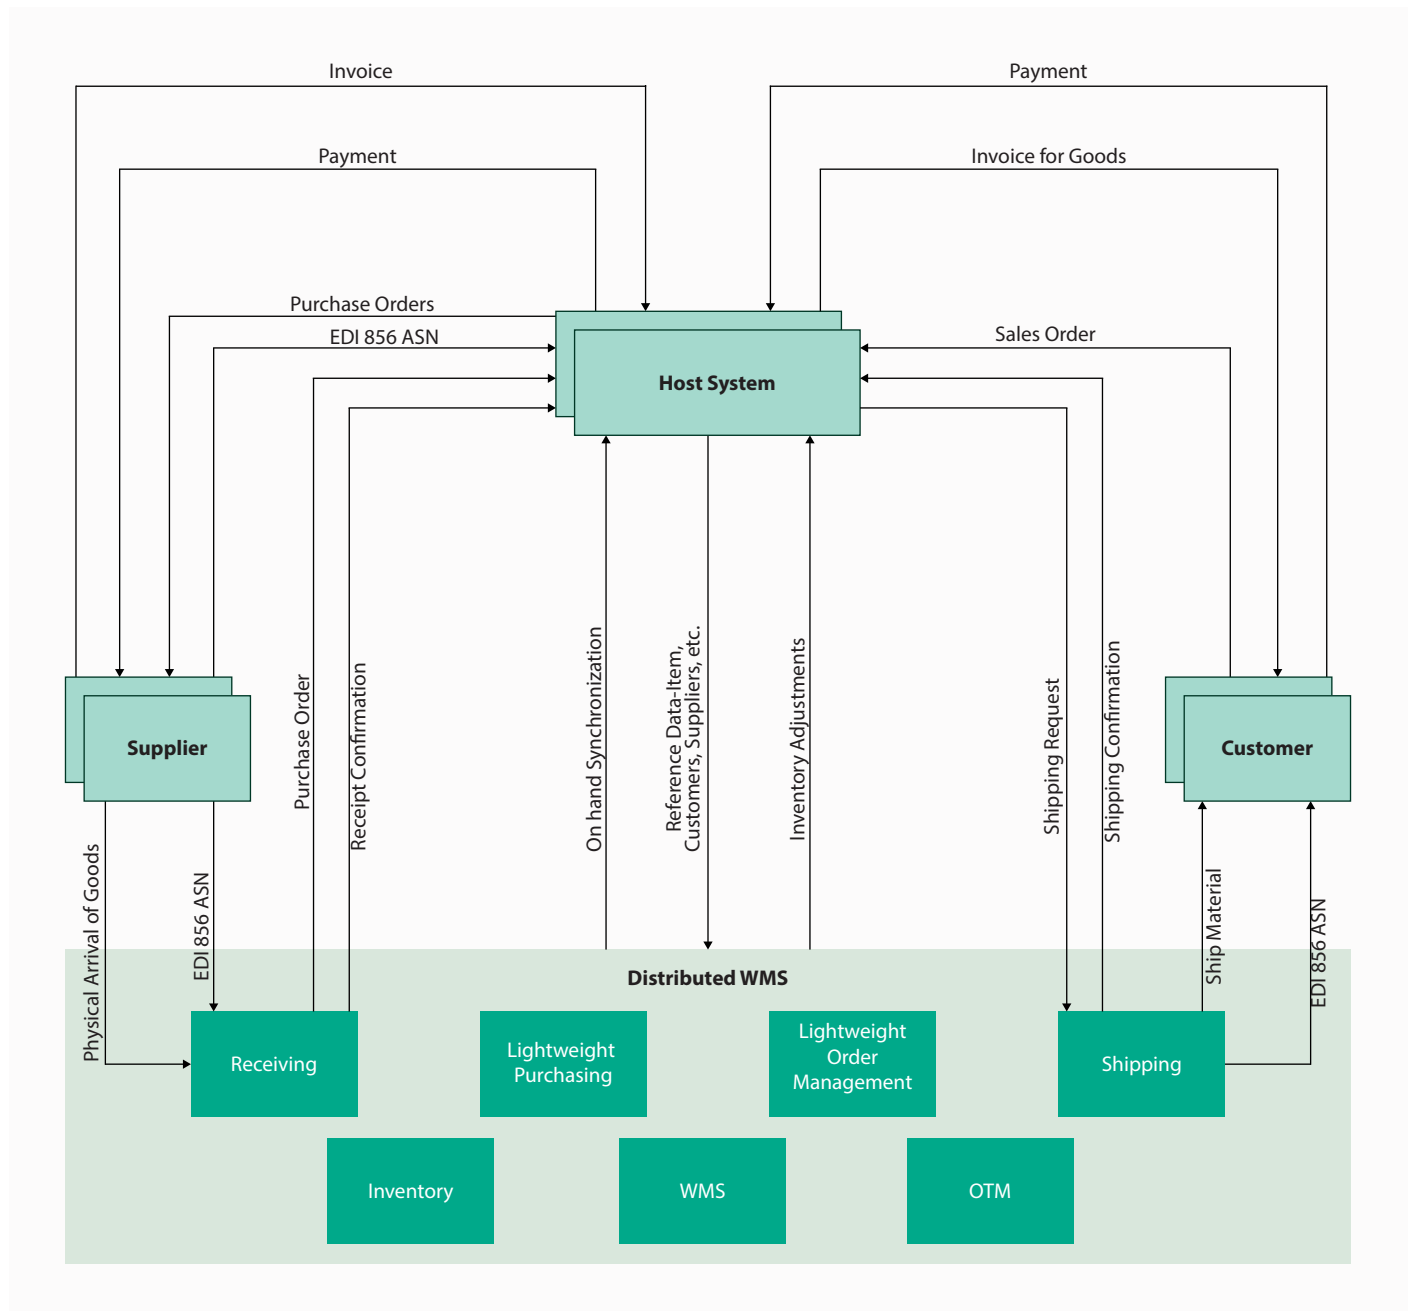 Invoice
Payment
Payment
Invoice for Goods
Purchase Orders
EDI 856 ASN
Sales Order
Host System
Supplier
Customer
Purchase Order
Receipt Confirmation
On hand Synchronization
Reference Data-Item,
Customers, Suppliers, etc.
Inventory Adjustments
Shipping Request
Shipping Confirmation
Physical Arrival of Goods
EDI 856 ASN
Ship Material
EDI 856 ASN
Distributed WMS
Receiving
Lightweight
Purchasing
Lightweight
Order
Management
Shipping
Inventory
WMS
OTM